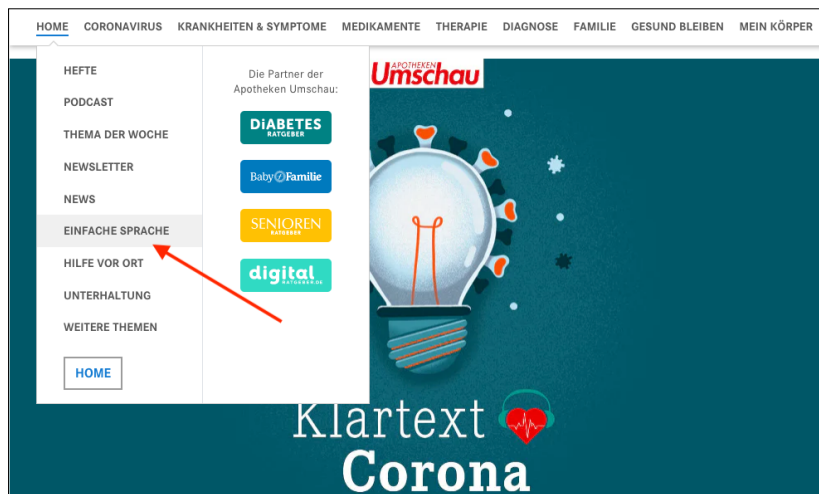 HOME CORONAVIRUS KRANKHEITEN & SYMPTOME MEDIKAMENTE THERAPIE DIAGNOSE FAMILIE GESUND BLEIBEN MEIN KÖRPER
HEFTE
PODCAST
THEMA DER WOCHE
NEWSLETTER
NEWS
EINFACHE SPRACHE
HILFE VOR ORT
UNTERHALTUNG
WEITERE THEMEN
HOME
Die Partner der
Apotheken Umschau:
DiABETES
RATGEBER
Baby Familie
SENIOREN
RATGEBER
digital
RATGEBER.DE
APOTHEKEN
Umschau
Klartext
Corona